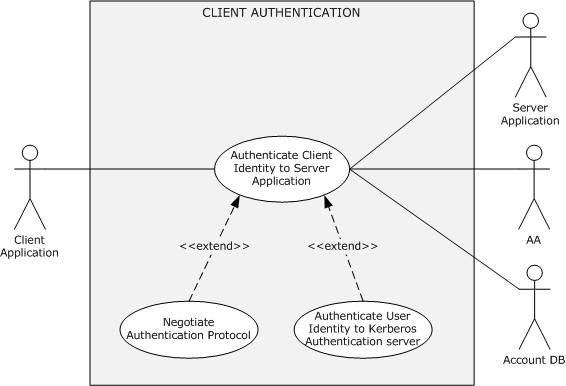 CLIENT AUTHENTICATION
Server
Application
Authenticate Client
Identity to Server
Application
Client
Application
AA
<<extend>>
<<extend>>
Negotiate
Authentication Protocol
Authenticate User
Identity to Kerberos
Authentication server
Account DB